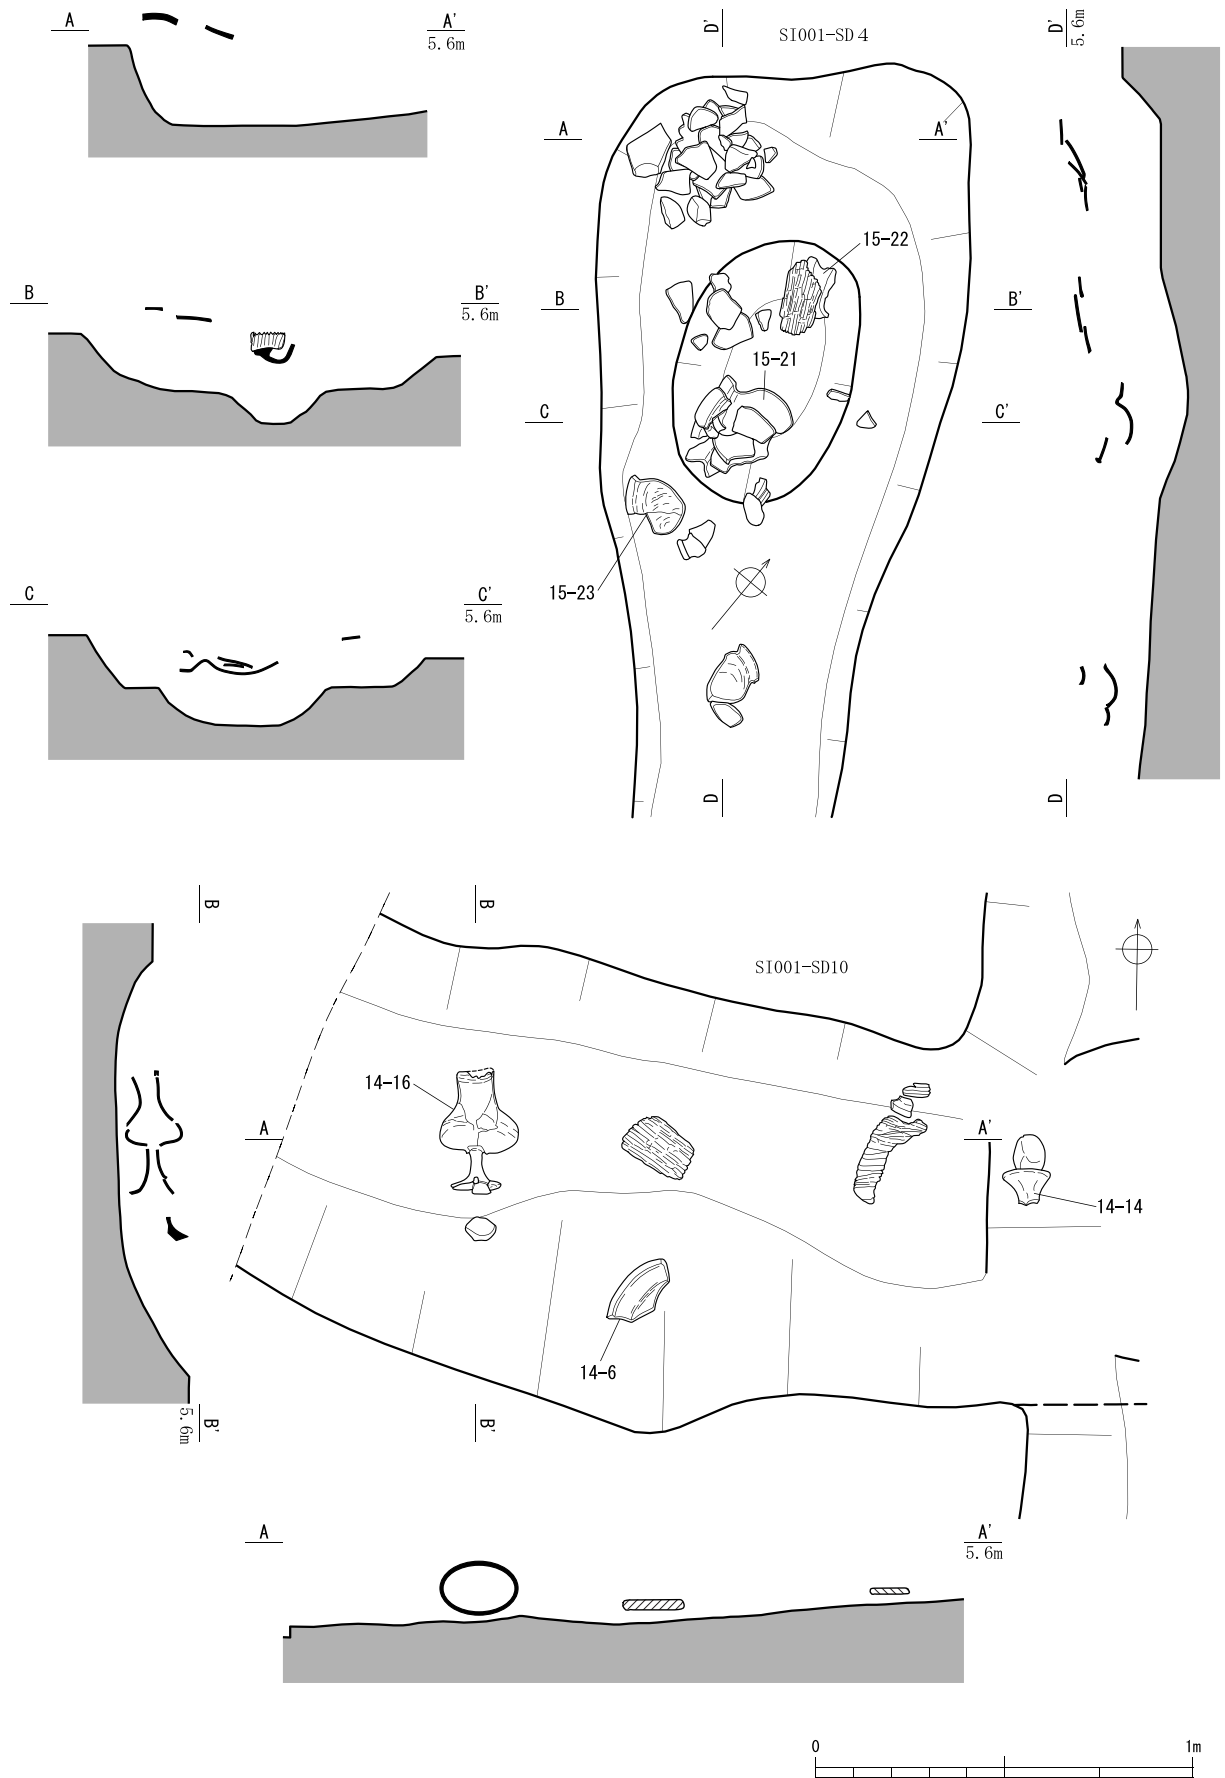 A A'
5.6m
D'
SI001-SD4
D'
5.6m
A A'
15-22
B B'
5.6m
B B'
15-21
C C'
15-23
C C'
5.6m
D
D
B
B
SI001-SD10
14-16
A A'
14-14
14-6
5.6m
B'
B'
A A'
5.6m
0 1m